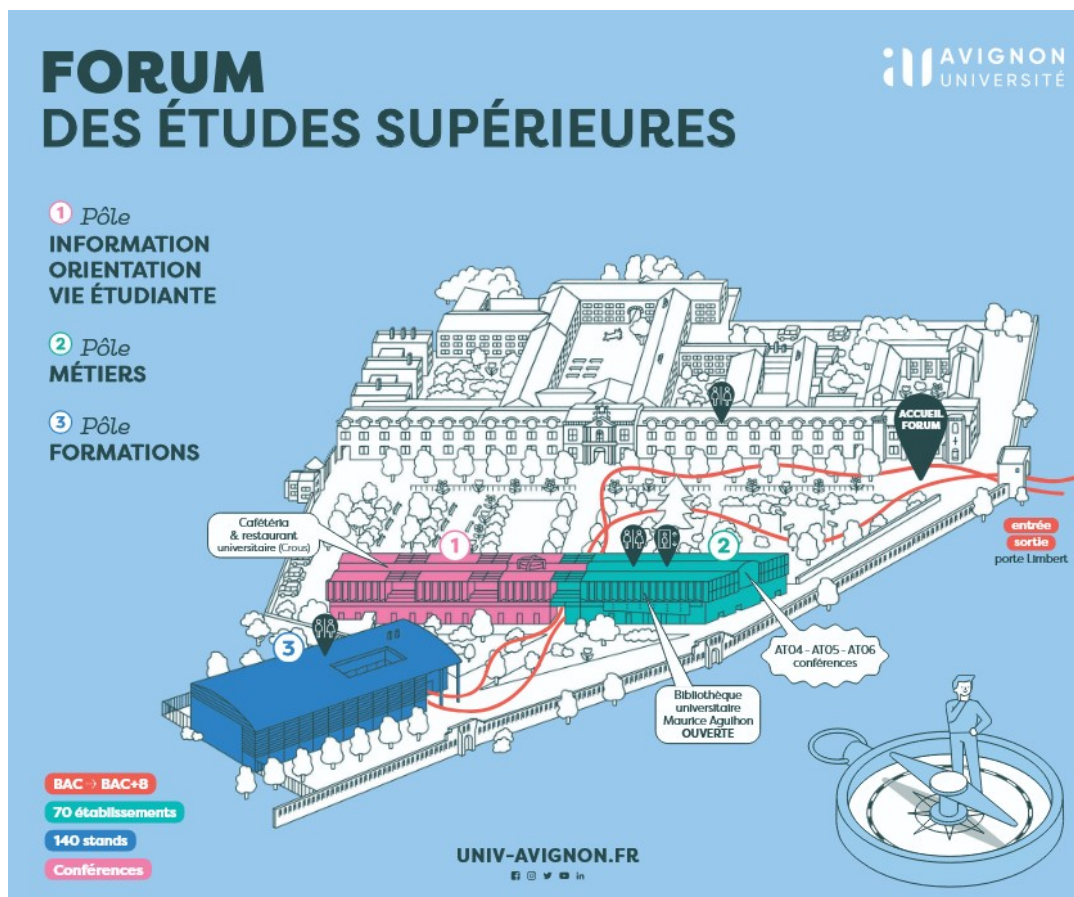 FORUM
DES ÉTUDES SUPÉRIEURES
AVIGNON
UNIVERSITÉ
1 Pôle
INFORMATION
ORIENTATION
VIE ÉTUDIANTE
2 Pôle
MÉTIERS
3 Pôle
FORMATIONS
ACCUEIL
FORUM
entrée
sortie
porte Limbert
Cafétéria
& restaurant
universitaire (Crous)
1
2
3
AT04 - AT05 - AT06
conférences
Bibliothèque
universitaire
Maurice Agulhon
OUVERTE
BAC → BAC+8
70 établissements
140 stands
Conférences
UNIV-AVIGNON.FR